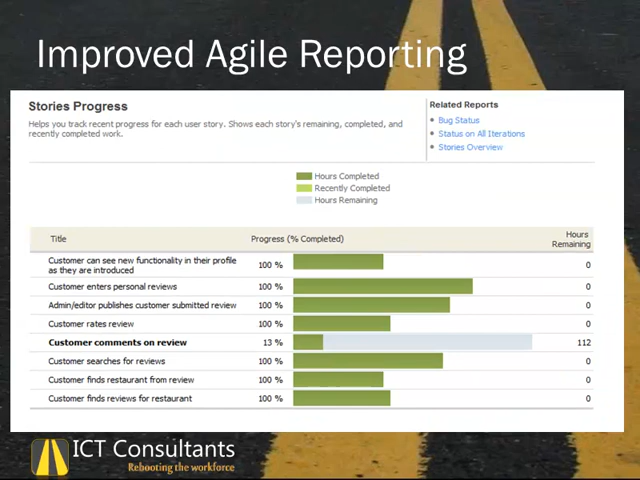 Improved Agile Reporting
Stories Progress
Helps you track recent progress for each user story. Shows each story's remaining, completed, and
recently completed work.
Related Reports
Bug Status
Status on All Iterations
Stories Overview
Hours Completed
Recently Completed
Hours Remaining
Title Progress (% Completed) Hours
Remaining
Customer can see new functionality in their profile
as they are introduced 100 % 0
Customer enters personal reviews 100 % 0
Admin/editor publishes customer submitted review 100 % 0
Customer rates review 100 % 0
Customer comments on review 13 % 112
Customer searches for reviews 100 % 0
Customer finds restaurant from review 100 % 0
Customer finds reviews for restaurant 100 % 0
ICT Consultants
Rebooting the workforce